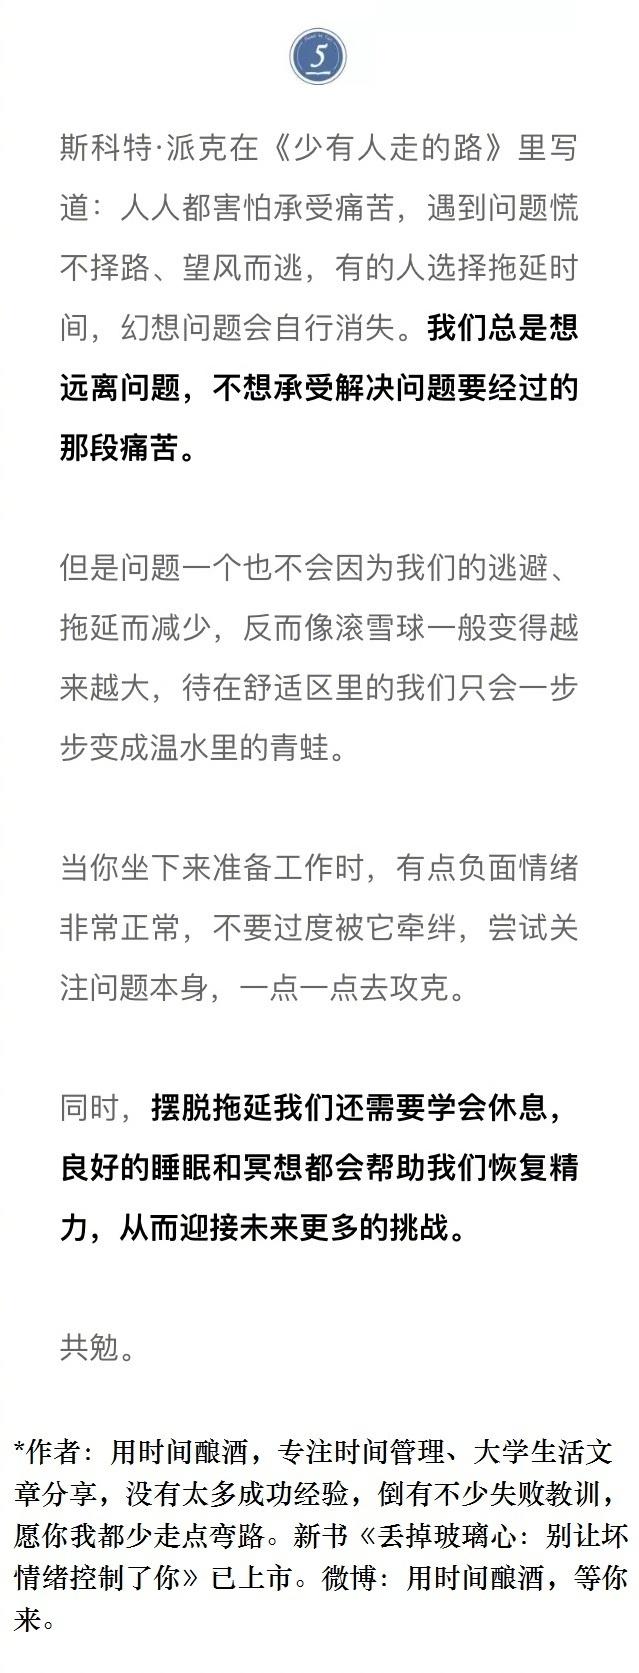 5
斯科特·派克在《少有人走的路》里写
道：人人都害怕承受痛苦，遇到问题慌
不择路、望风而逃，有的人选择拖延时
间，幻想问题会自行消失。我们总是想
远离问题，不想承受解决问题要经过的
那段痛苦。
但是问题一个也不会因为我们的逃避、
拖延而减少，反而像滚雪球一般变得越
来越大，待在舒适区里的我们只会一步
步变成温水里的青蛙。
当你坐下来准备工作时，有点负面情绪
非常正常，不要过度被它牵绊，尝试关
注问题本身，一点一点去攻克。
同时，摆脱拖延我们还需要学会休息，
良好的睡眠和冥想都会帮助我们恢复精
力，从而迎接未来更多的挑战。
共勉。
*作者：用时间酿酒，专注时间管理、大学生活文
章分享，没有太多成功经验，倒有不少失败教训，
愿你我都少走点弯路。新书《丢掉玻璃心：别让坏
情绪控制了你》已上市。微博：用时间酿酒，等你
来。